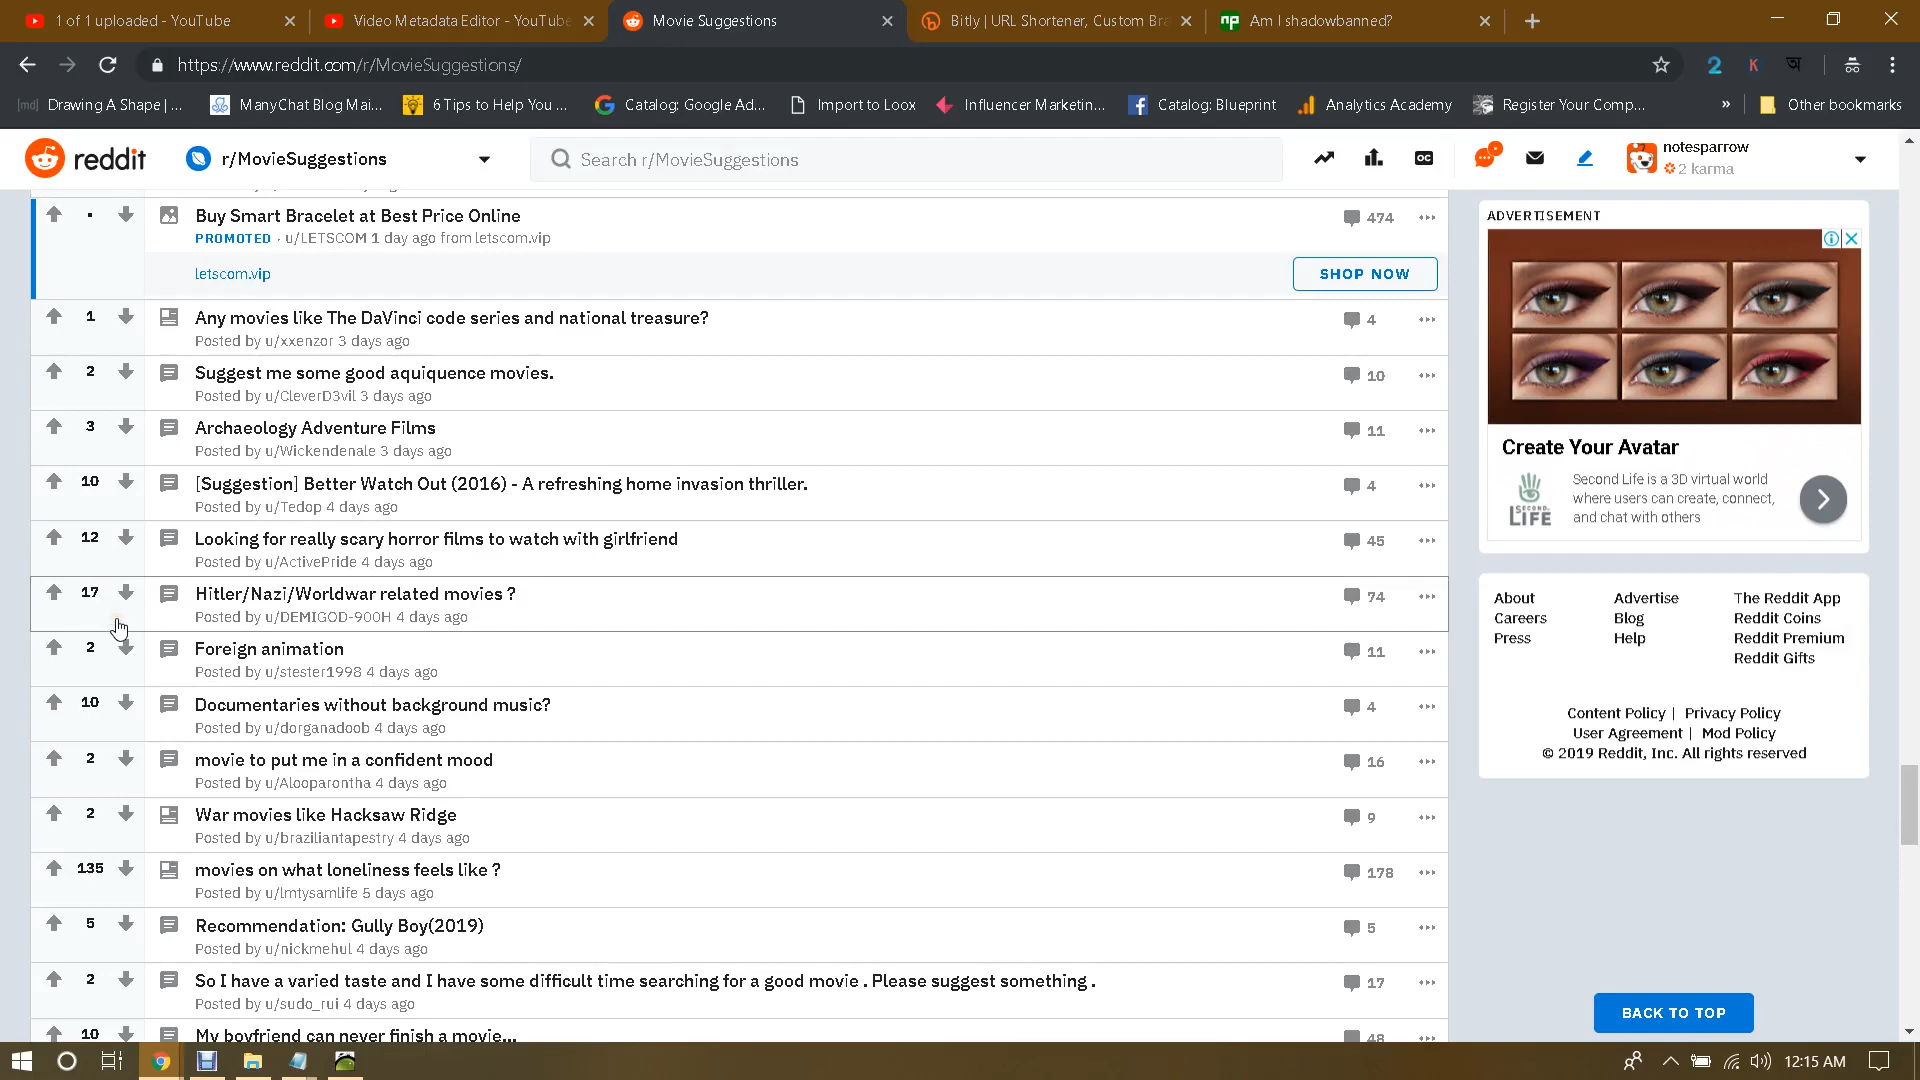 1 of 1 uploaded - YouTube
Video Metadata Editor - YouTube
Movie Suggestions
Bitly | URL Shortener, Custom Bra
Am I shadowbanned?
https://www.reddit.com/r/MovieSuggestions/
[md] Drawing A Shape | ...
ManyChat Blog Mai...
6 Tips to Help You ...
Catalog: Google Ad...
Import to Loox
Influencer Marketin...
Catalog: Blueprint
Analytics Academy
Register Your Comp...
»
Other bookmarks
reddit
r/MovieSuggestions
Search r/MovieSuggestions
notesparrow
2 karma
Buy Smart Bracelet at Best Price Online
474
PROMOTED · u/LETSCOM 1 day ago from letscom.vip
letscom.vip
SHOP NOW
1
Any movies like The DaVinci code series and national treasure?
4
Posted by u/xxenzor 3 days ago
2
Suggest me some good aquiquence movies.
10
Posted by u/CleverD3vil 3 days ago
3
Archaeology Adventure Films
11
Posted by u/Wickendenale 3 days ago
10
[Suggestion] Better Watch Out (2016) - A refreshing home invasion thriller.
4
Posted by u/Tedop 4 days ago
12
Looking for really scary horror films to watch with girlfriend
45
Posted by u/ActivePride 4 days ago
17
Hitler/Nazi/Worldwar related movies ?
74
Posted by u/DEMIGOD-900H 4 days ago
2
Foreign animation
11
Posted by u/stester1998 4 days ago
10
Documentaries without background music?
4
Posted by u/dorganadoob 4 days ago
2
movie to put me in a confident mood
16
Posted by u/Alooparontha 4 days ago
2
War movies like Hacksaw Ridge
9
Posted by u/braziliantapestry 4 days ago
135
movies on what loneliness feels like ?
178
Posted by u/lmtysamlife 5 days ago
5
Recommendation: Gully Boy(2019)
5
Posted by u/nickmehul 4 days ago
2
So I have a varied taste and I have some difficult time searching for a good movie . Please suggest something .
17
Posted by u/sudo_rui 4 days ago
10
My boyfriend can never finish a movie...
48
ADVERTISEMENT
Create Your Avatar
SECOND LIFE
Second Life is a 3D virtual world
where users can create, connect,
and chat with others
About
Advertise
The Reddit App
Careers
Blog
Reddit Coins
Press
Help
Reddit Premium
Reddit Gifts
Content Policy | Privacy Policy
User Agreement | Mod Policy
© 2019 Reddit, Inc. All rights reserved
BACK TO TOP
12:15 AM